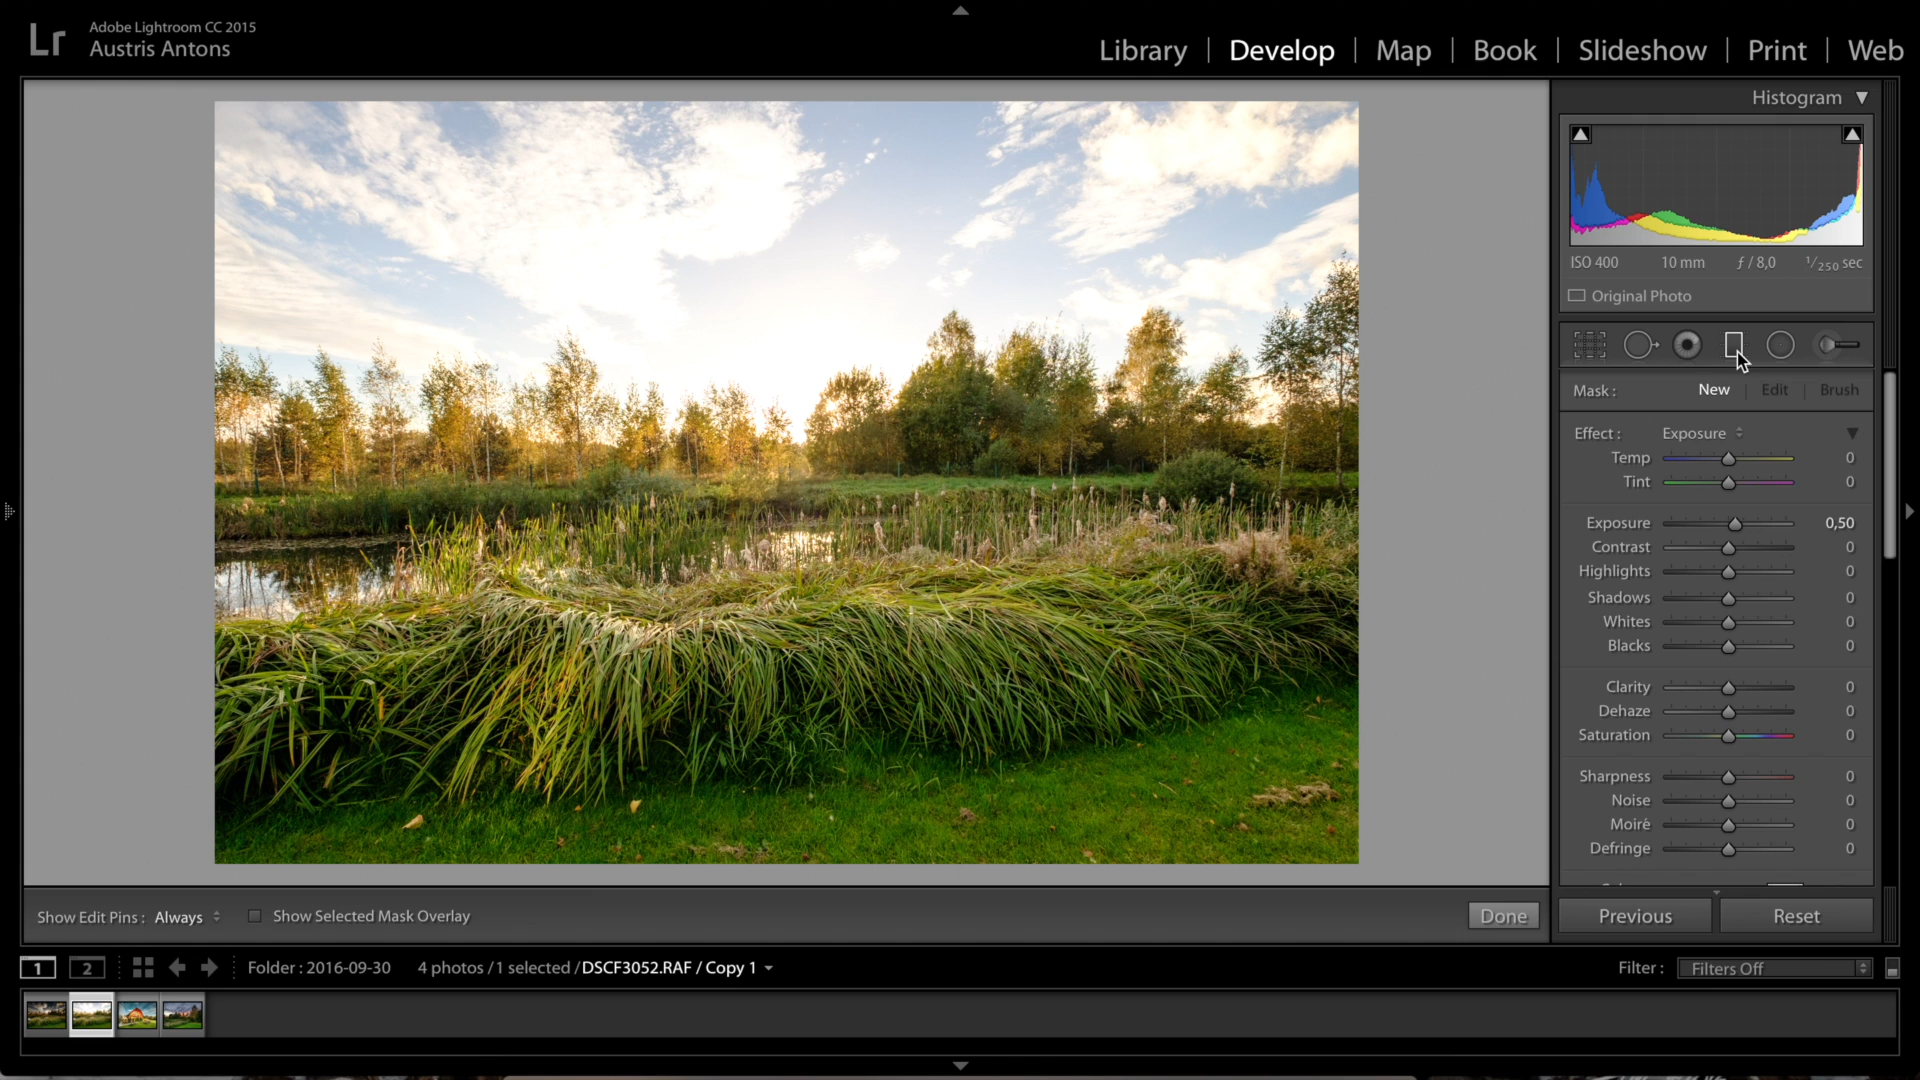 Lr
Adobe Lightroom CC 2015
Austris Antons
Library | Develop | Map | Book | Slideshow | Print | Web
Histogram
ISO 400 10 mm ƒ / 8,0 1/250 sec
Original Photo
Mask : New | Edit | Brush
Effect : Exposure
Temp 0
Tint 0
Exposure 0,50
Contrast 0
Highlights 0
Shadows 0
Whites 0
Blacks 0
Clarity 0
Dehaze 0
Saturation 0
Sharpness 0
Noise 0
Moiré 0
Defringe 0
Show Edit Pins : Always Show Selected Mask Overlay Done
Previous Reset
1 2 Folder : 2016-09-30 4 photos / 1 selected / DSCF3052.RAF / Copy 1 Filter : Filters Off